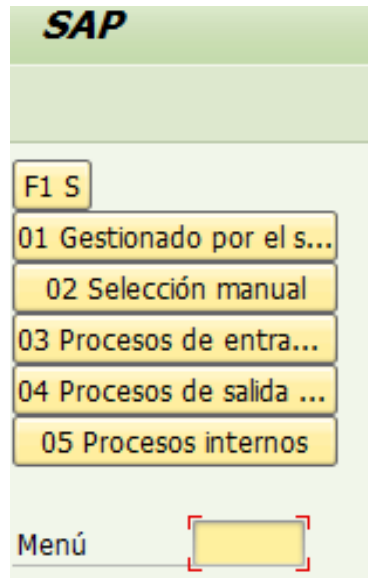 SAP
F1 S
01 Gestionado por el s...
02 Selección manual
03 Procesos de entra...
04 Procesos de salida ...
05 Procesos internos
Menú